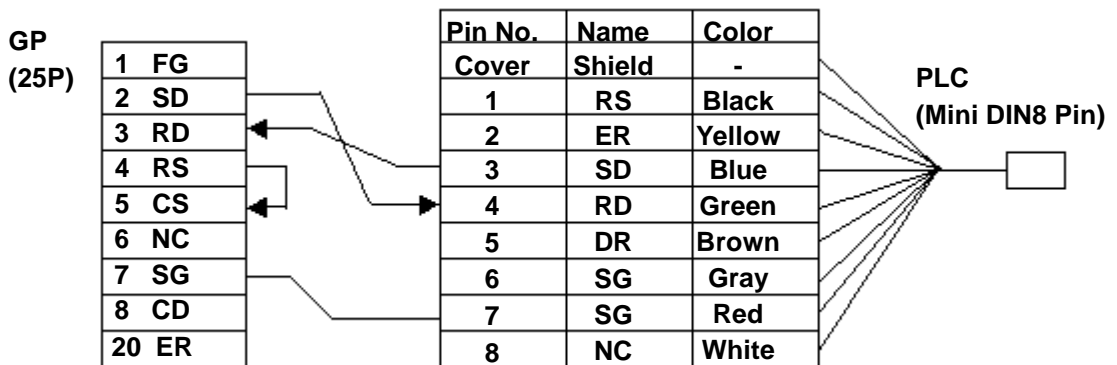 GP
(25P)
1 FG
2 SD
3 RD
4 RS
5 CS
6 NC
7 SG
8 CD
20 ER
Pin No. Name Color
Cover Shield -
1 RS Black
2 ER Yellow
3 SD Blue
4 RD Green
5 DR Brown
6 SG Gray
7 SG Red
8 NC White
PLC
(Mini DIN8 Pin)